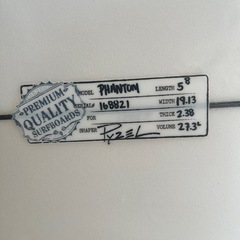 PREMIUM
QUALITY
SURFBOARDS
MODEL PHANTOM LENGTH 5'8
SERIAL# 168821 WIDTH 19.13
FOR THICK 2.38
SHAPER PYZEL VOLUME 27.3L